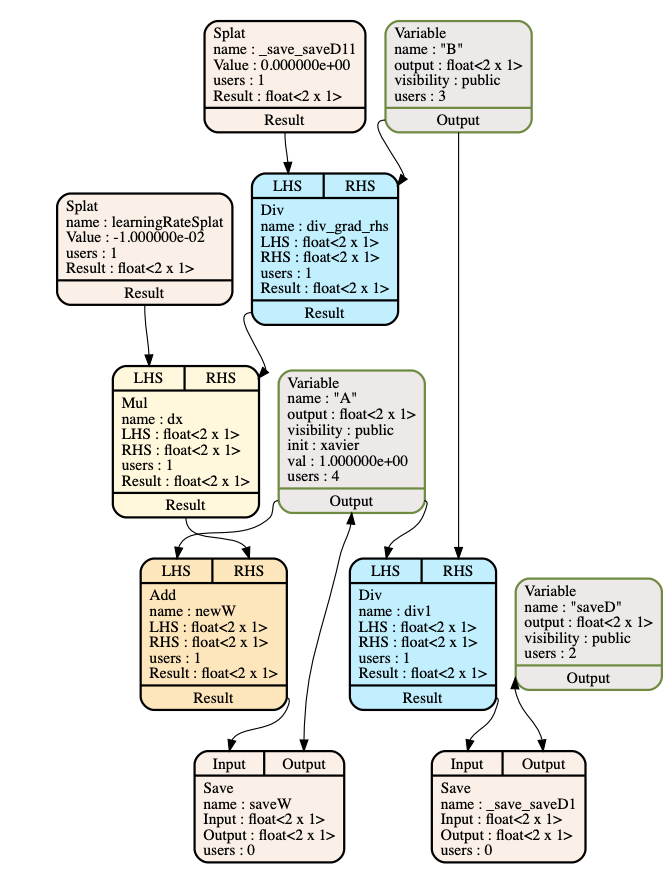 Splat
name : _save_saveD11
Value : 0.000000e+00
users : 1
Result : float<2 x 1>
Result
Variable
name : "B"
output : float<2 x 1>
visibility : public
users : 3
Output
LHS
RHS
Div
name : div_grad_rhs
LHS : float<2 x 1>
RHS : float<2 x 1>
users : 1
Result : float<2 x 1>
Result
Splat
name : learningRateSplat
Value : -1.000000e-02
users : 1
Result : float<2 x 1>
Result
LHS
RHS
Mul
name : dx
LHS : float<2 x 1>
RHS : float<2 x 1>
users : 1
Result : float<2 x 1>
Result
Variable
name : "A"
output : float<2 x 1>
visibility : public
init : xavier
val : 1.000000e+00
users : 4
Output
LHS
RHS
Add
name : newW
LHS : float<2 x 1>
RHS : float<2 x 1>
users : 1
Result : float<2 x 1>
Result
LHS
RHS
Div
name : div1
LHS : float<2 x 1>
RHS : float<2 x 1>
users : 1
Result : float<2 x 1>
Result
Variable
name : "saveD"
output : float<2 x 1>
visibility : public
users : 2
Output
Input
Output
Save
name : saveW
Input : float<2 x 1>
Output : float<2 x 1>
users : 0
Input
Output
Save
name : _save_saveD1
Input : float<2 x 1>
Output : float<2 x 1>
users : 0